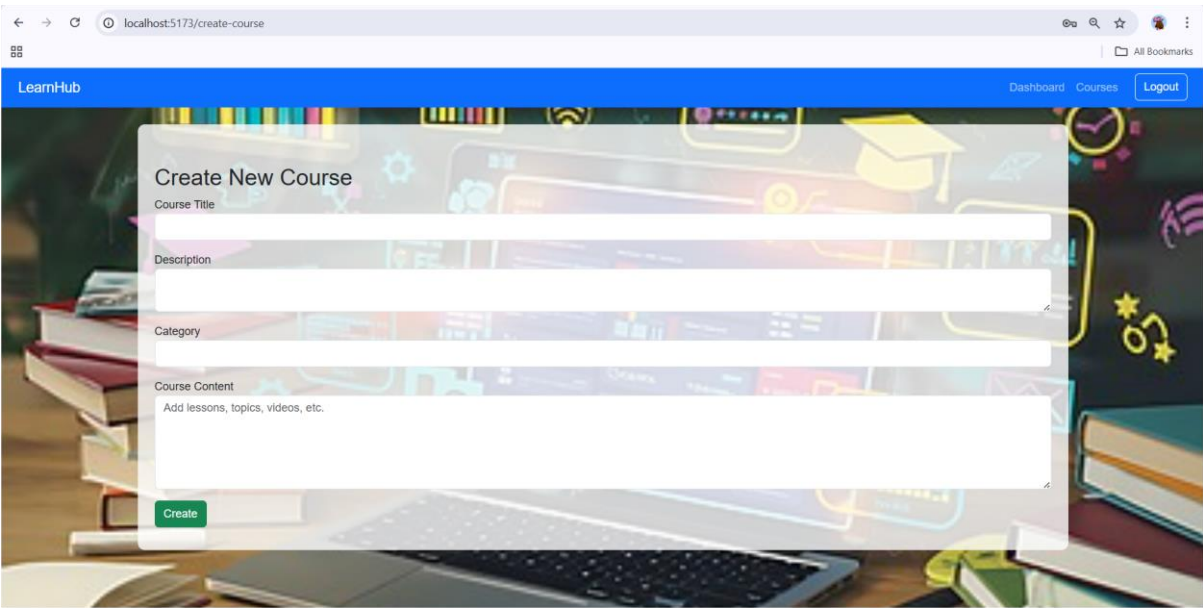 localhost:5173/create-course
All Bookmarks
LearnHub
Dashboard Courses Logout
Create New Course
Course Title
Description
Category
Course Content
Add lessons, topics, videos, etc.
Create